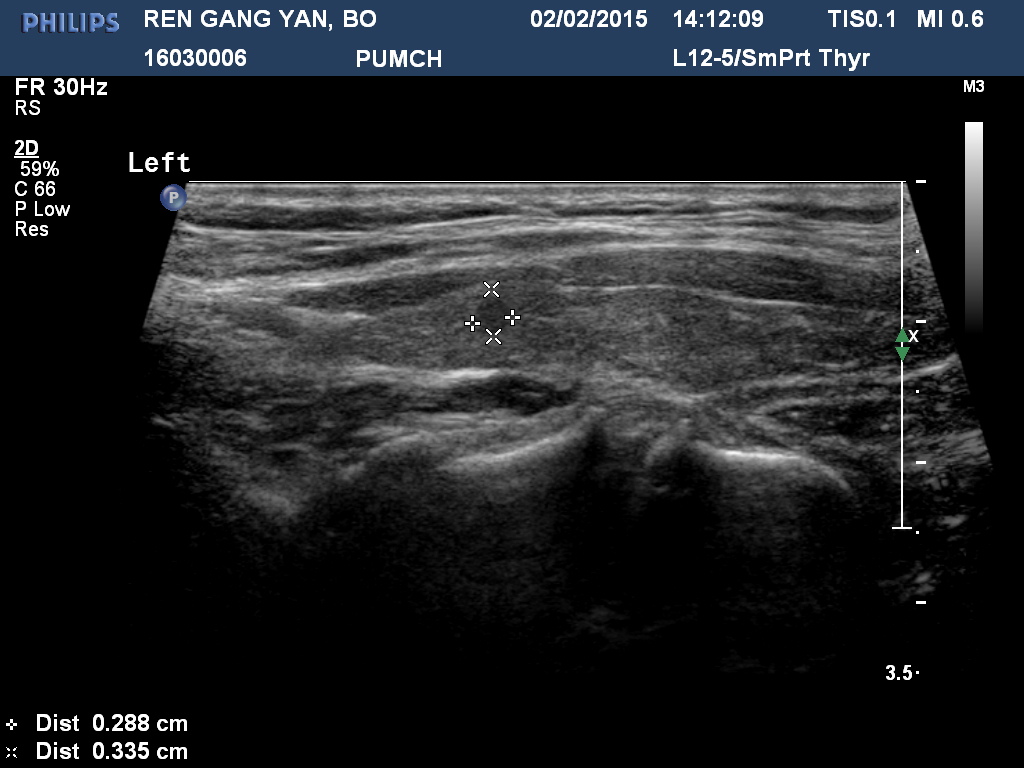 PHILIPS
REN GANG YAN, BO 02/02/2015 14:12:09 TIS0.1 MI 0.6
16030006 PUMCH L12-5/SmPrt Thyr
FR 30Hz
RS
M3
2D
59%
C 66
P Low
Res
Left
P
X
3.5
Dist 0.288 cm
Dist 0.335 cm